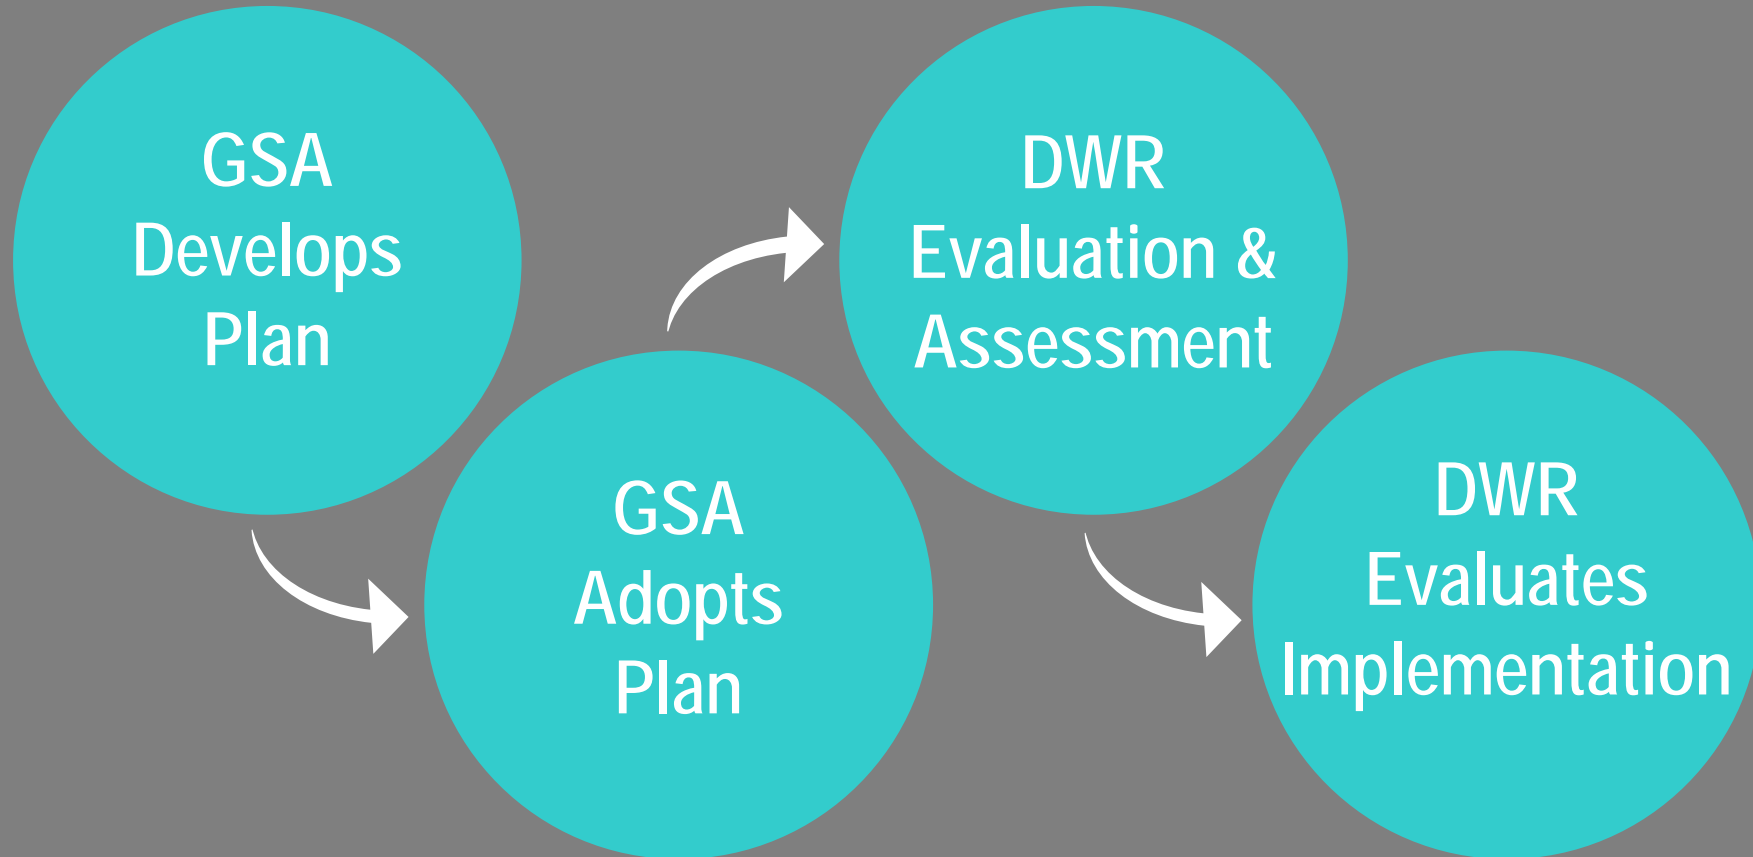 GSA
Develops
Plan
GSA
Adopts
Plan
DWR
Evaluation &
Assessment
DWR
Evaluates
Implementation